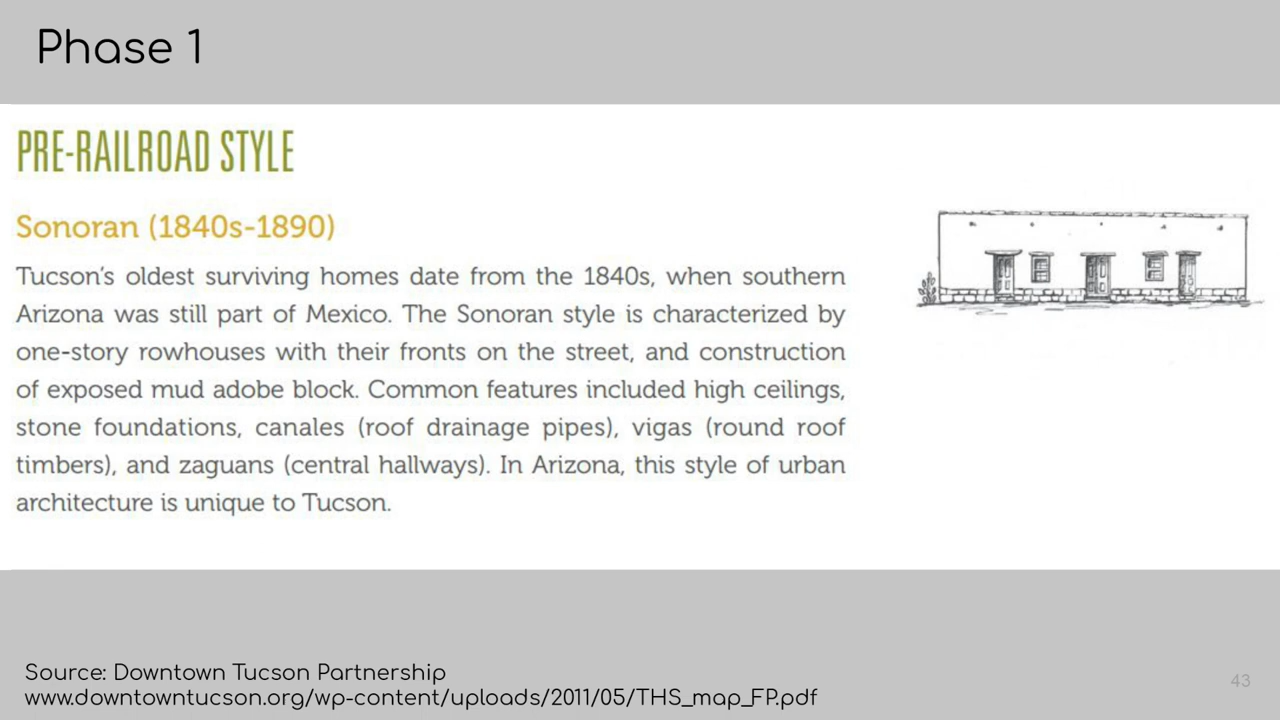 Phase 1
PRE-RAILROAD STYLE
Sonoran (1840s-1890)
Tucson's oldest surviving homes date from the 1840s, when southern
Arizona was still part of Mexico. The Sonoran style is characterized by
one-story rowhouses with their fronts on the street, and construction
of exposed mud adobe block. Common features included high ceilings,
stone foundations, canales (roof drainage pipes), vigas (round roof
timbers), and zaguans (central hallways). In Arizona, this style of urban
architecture is unique to Tucson.
Source: Downtown Tucson Partnership
www.downtowntucson.org/wp-content/uploads/2011/05/THS_map_FP.pdf
43